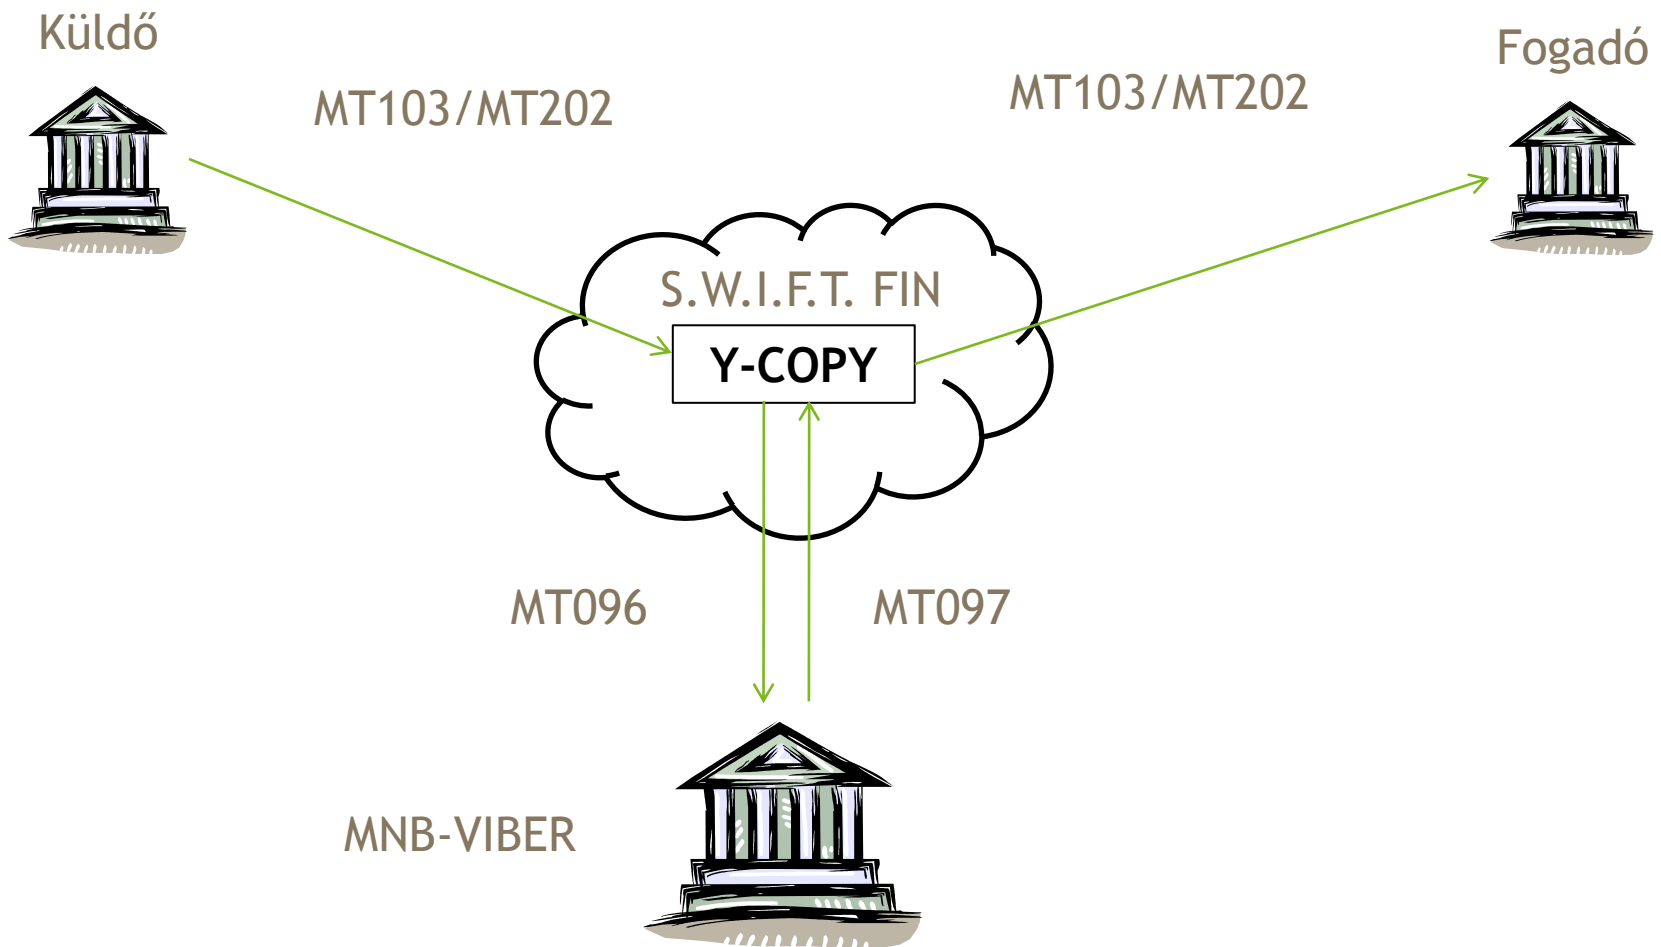 Küldő
Fogadó
MT103/MT202
MT103/MT202
S.W.I.F.T. FIN
Y-COPY
MT096
MT097
MNB-VIBER